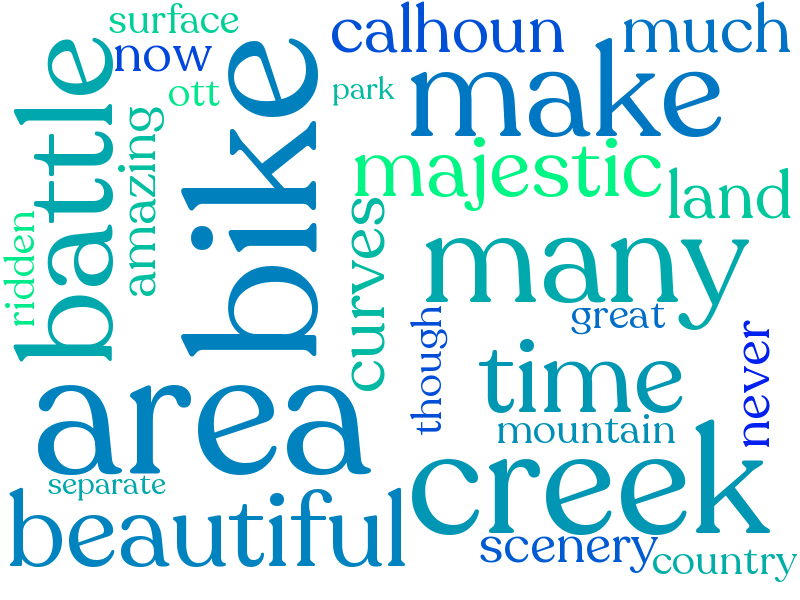 surface
calhoun
much
now
battle
bike
make
ott
park
amazing
majestic
land
curves
ridden
many
great
though
never
time
area
mountain
creek
separate
beautiful
scenery
country